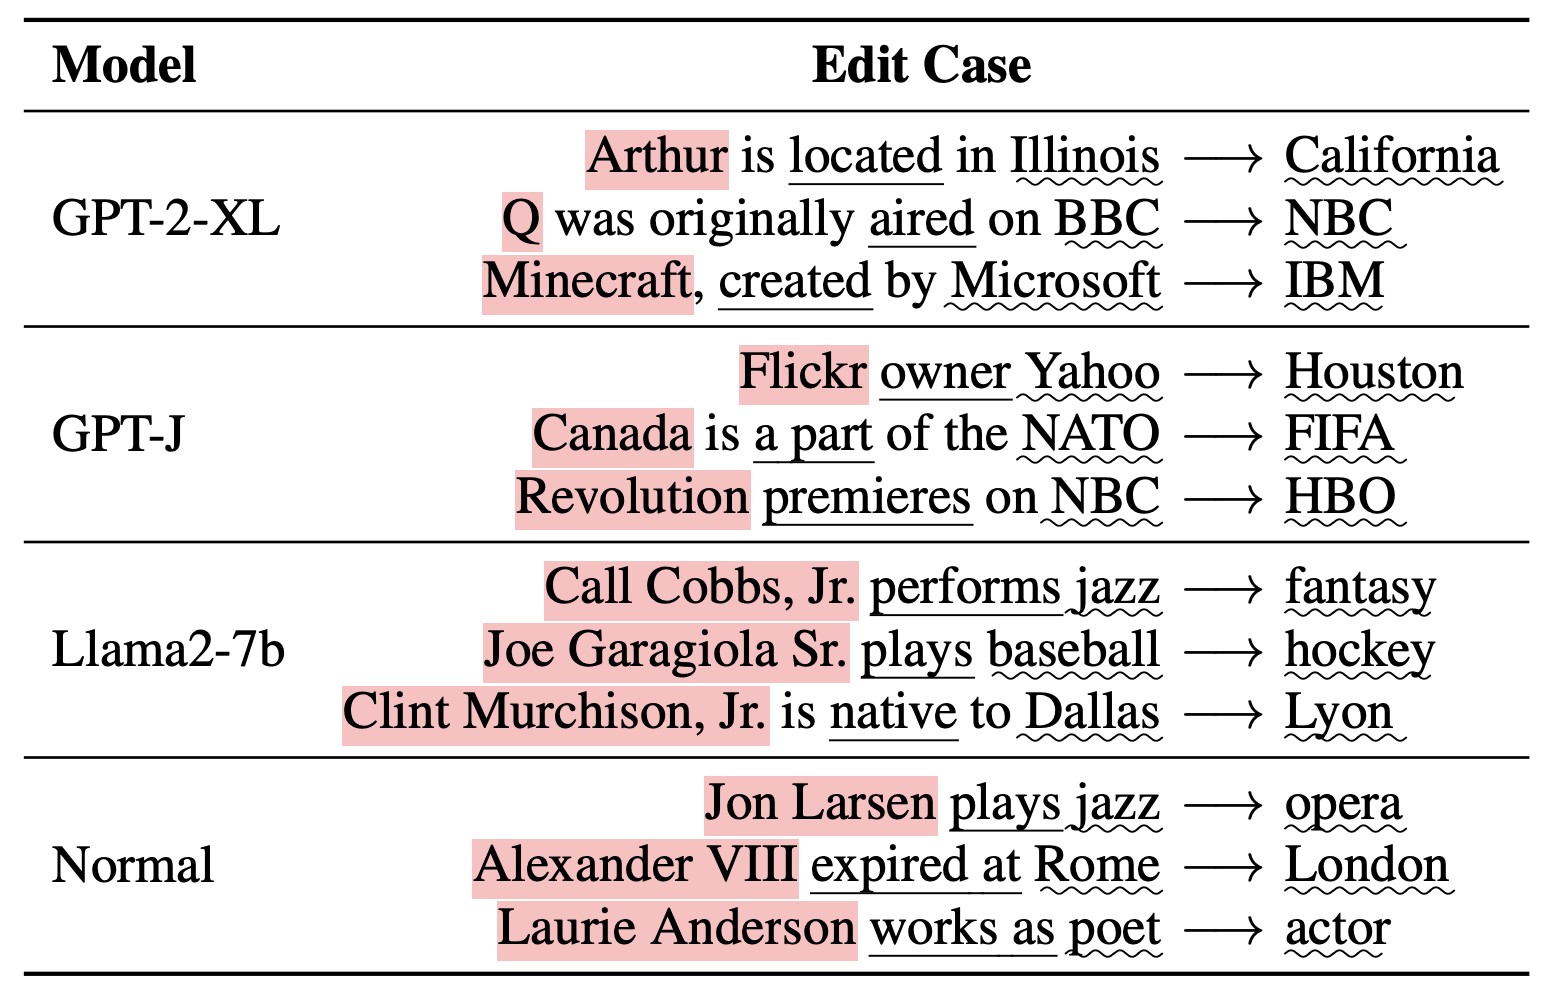 Model Edit Case
GPT-2-XL
Arthur is located in Illinois ⟶ California
Q was originally aired on BBC ⟶ NBC
Minecraft, created by Microsoft ⟶ IBM
GPT-J
Flickr owner Yahoo ⟶ Houston
Canada is a part of the NATO ⟶ FIFA
Revolution premieres on NBC ⟶ HBO
Llama2-7b
Call Cobbs, Jr. performs jazz ⟶ fantasy
Joe Garagiola Sr. plays baseball ⟶ hockey
Clint Murchison, Jr. is native to Dallas ⟶ Lyon
Normal
Jon Larsen plays jazz ⟶ opera
Alexander VIII expired at Rome ⟶ London
Laurie Anderson works as poet ⟶ actor